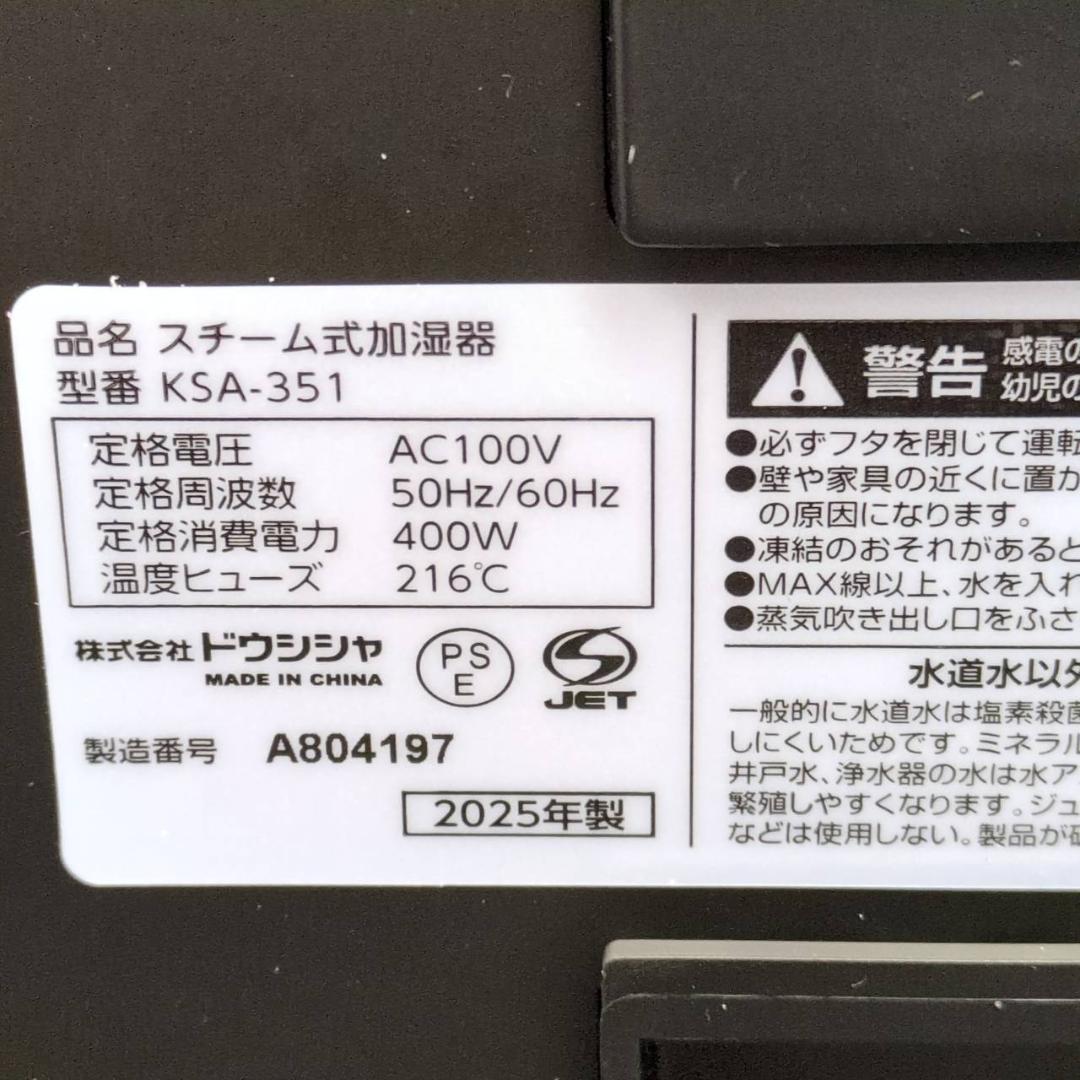 品名 スチーム式加湿器
型番 KSA-351
定格電圧 AC100V
定格周波数 50Hz/60Hz
定格消費電力 400W
温度ヒューズ 216℃
株式会社ドウシシャ
MADE IN CHINA
PS
E
JET
製造番号 A804197
2025年製
警告
感電の
幼児の
●必ずフタを閉じて運転
●壁や家具の近くに置か
の原因になります。
●凍結のおそれがあると
●MAX線以上、水を入れ
●蒸気吹き出し口をふさ
水道水以外
一般的に水道水は塩素殺菌
しにくいためです。ミネラル
井戸水、浄水器の水は水ア
繁殖しやすくなります。ジュ
などは使用しない。製品が破